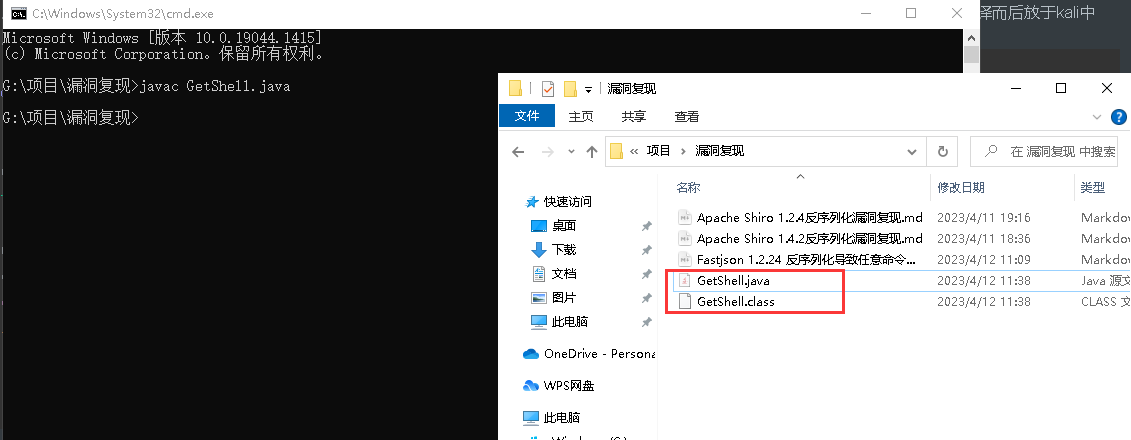 C:\Windows\System32\cmd.exe
译而后放于kali中
Microsoft Windows [版本 10.0.19044.1415]
(c) Microsoft Corporation。保留所有权利。
G:\项目\漏洞复现>javac GetShell.java
G:\项目\漏洞复现>
漏洞复现
文件 主页 共享 查看
« 项目 › 漏洞复现
在 漏洞复现 中搜索
名称 修改日期 类型
快速访问
桌面
下载
文档
图片
此电脑
OneDrive - Persona
WPS网盘
此电脑
Apache Shiro 1.2.4反序列化漏洞复现.md 2023/4/11 19:16 Markdow
Apache Shiro 1.4.2反序列化漏洞复现.md 2023/4/11 18:36 Markdow
Fastjson 1.2.24 反序列化导致任意命令... 2023/4/12 11:09 Markdow
GetShell.java 2023/4/12 11:38 Java 源文
GetShell.class 2023/4/12 11:38 CLASS 文